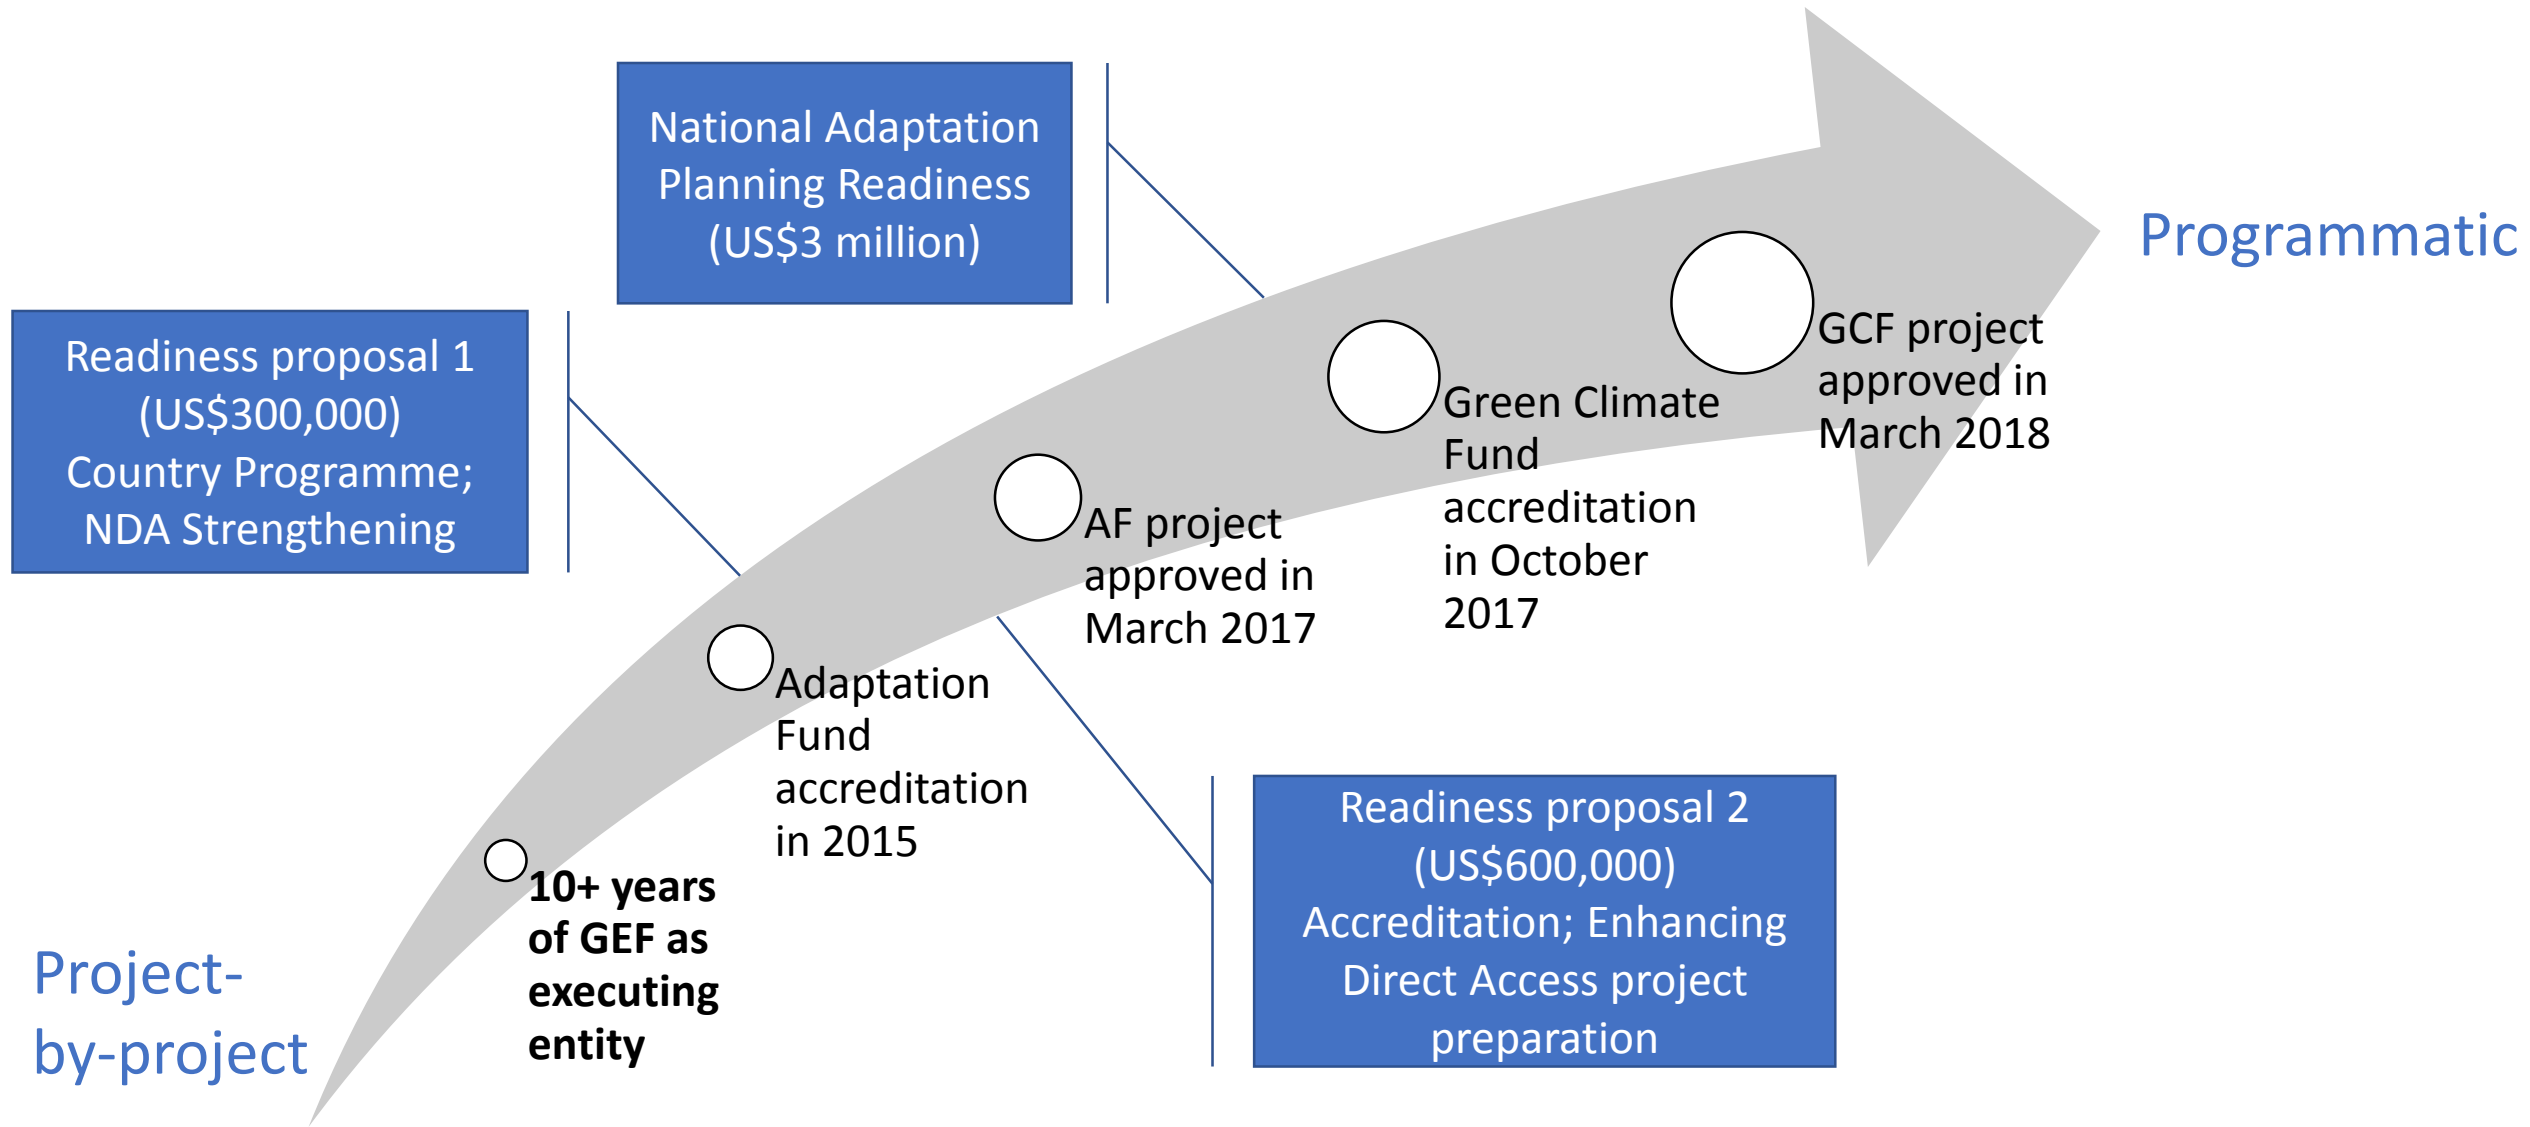 National Adaptation
Planning Readiness
(US$3 million)
Programmatic
Readiness proposal 1
(US$300,000)
Country Programme;
NDA Strengthening
GCF project
approved in
March 2018
Green Climate
Fund
accreditation
in October
2017
AF project
approved in
March 2017
Adaptation
Fund
accreditation
in 2015
Readiness proposal 2
(US$600,000)
Accreditation; Enhancing
Direct Access project
preparation
10+ years
of GEF as
executing
entity
Project-
by-project